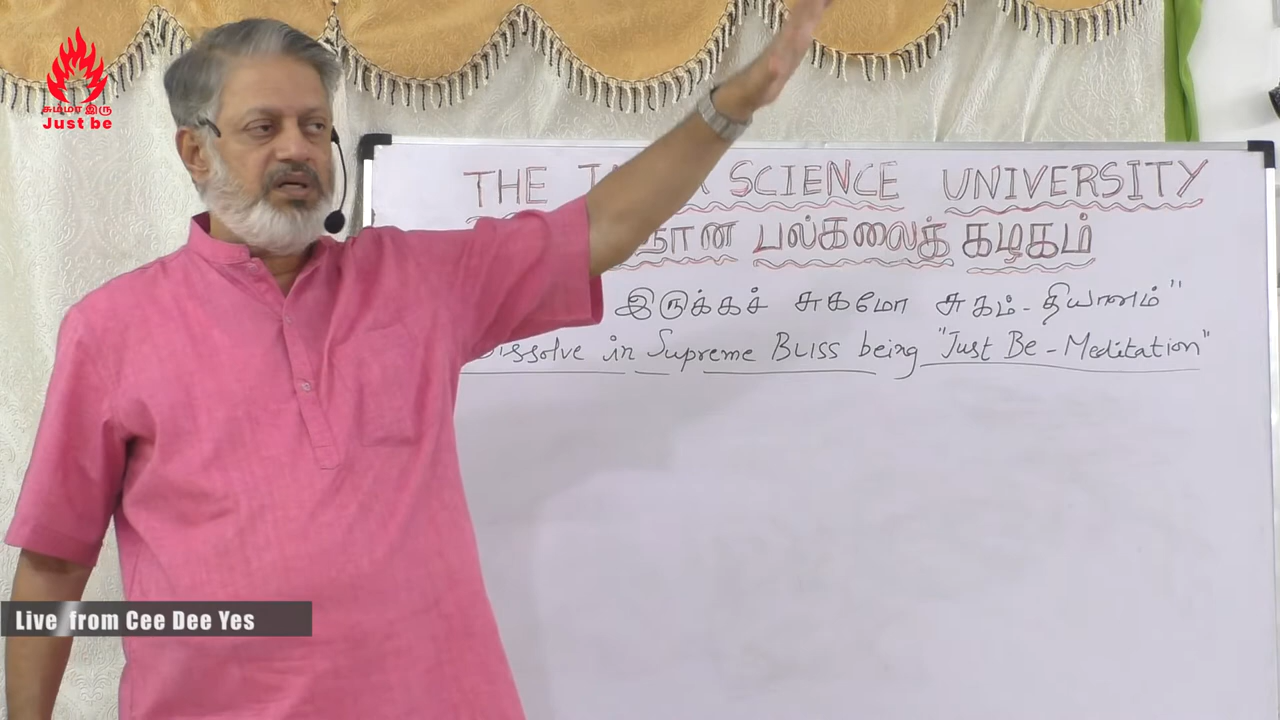 சும்மா இரு
Just be
THE SCIENCE UNIVERSITY
பல்கலைக் கழகம்
இருக்கச் சுகமோ சுகம் - தியானம்"
Dissolve in Supreme BLISS being "Just Be - Meditation"
Live from Cee Dee Yes